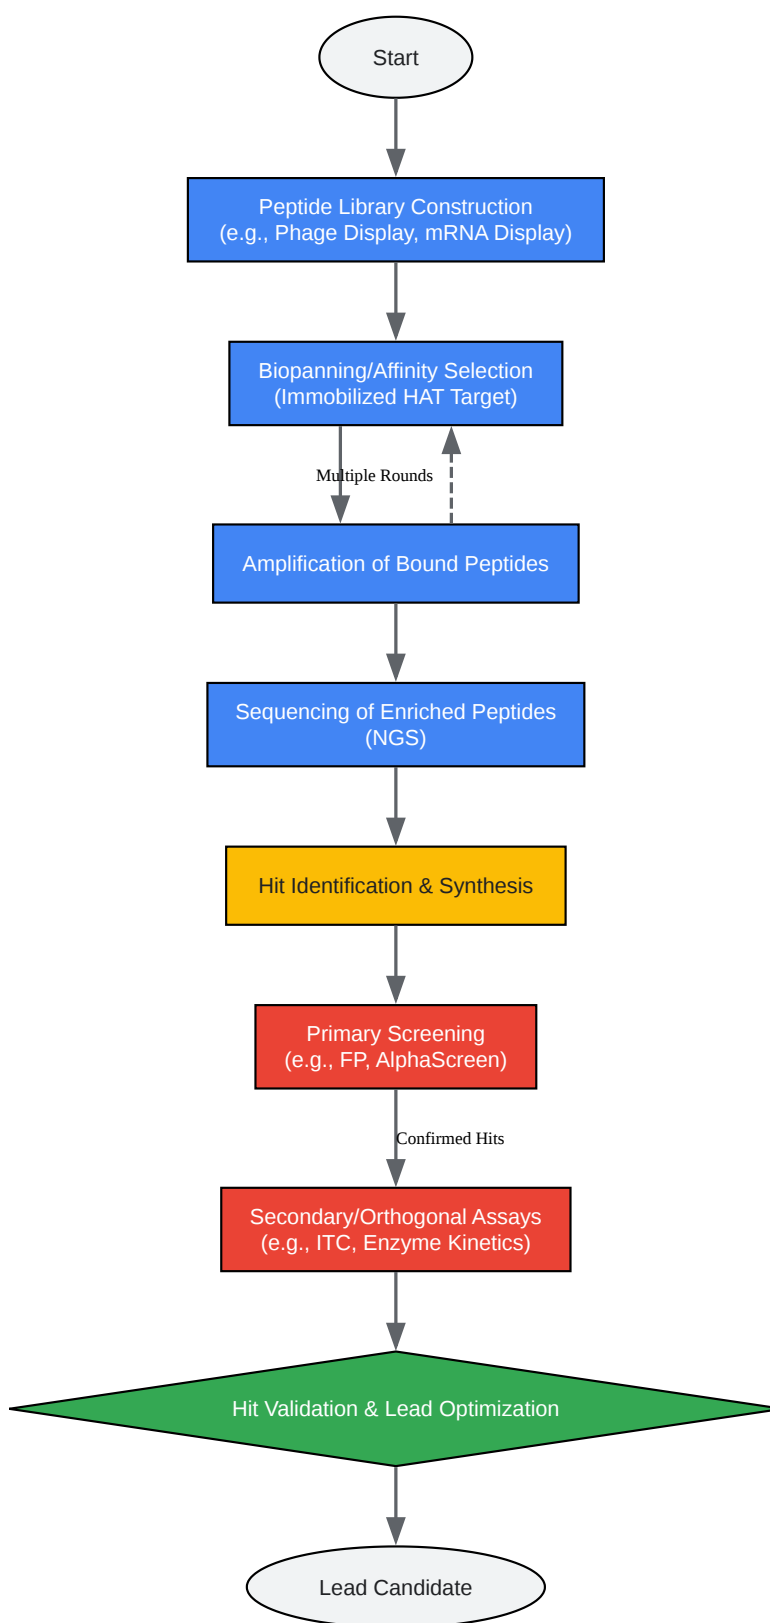 Start
Peptide Library Construction
(e.g., Phage Display, mRNA Display)
Biopanning/Affinity Selection
(Immobilized HAT Target)
Multiple Rounds
Amplification of Bound Peptides
Sequencing of Enriched Peptides
(NGS)
Hit Identification & Synthesis
Primary Screening
(e.g., FP, AlphaScreen)
Confirmed Hits
Secondary/Orthogonal Assays
(e.g., ITC, Enzyme Kinetics)
Hit Validation & Lead Optimization
Lead Candidate